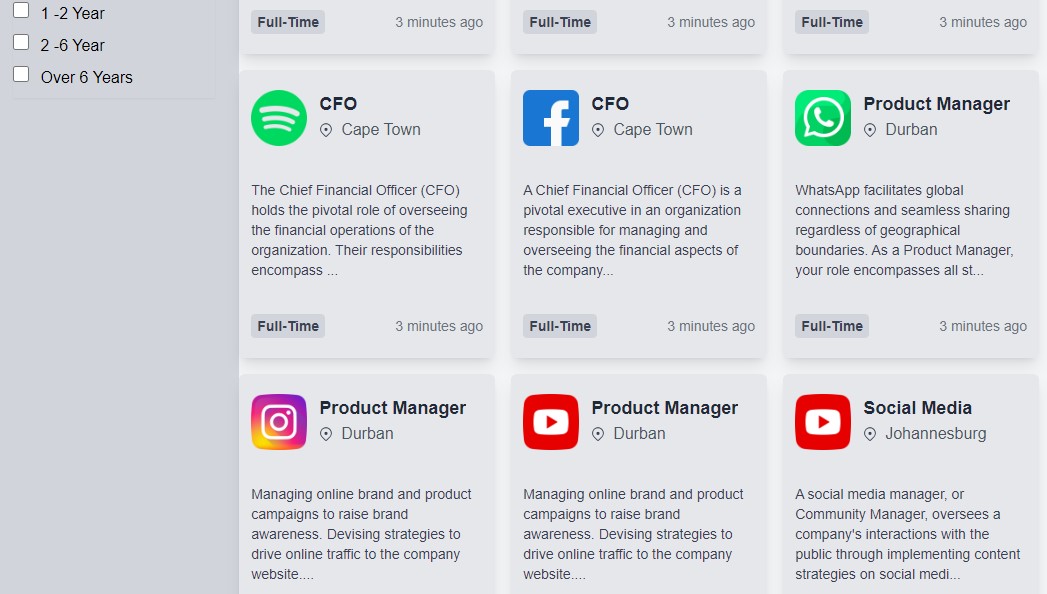 1 -2 Year
2 -6 Year
Over 6 Years
Full-Time 3 minutes ago
Full-Time 3 minutes ago
Full-Time 3 minutes ago
CFO
Cape Town
The Chief Financial Officer (CFO)
holds the pivotal role of overseeing
the financial operations of the
organization. Their responsibilities
encompass ...
Full-Time 3 minutes ago
CFO
Cape Town
A Chief Financial Officer (CFO) is a
pivotal executive in an organization
responsible for managing and
overseeing the financial aspects of
the company...
Full-Time 3 minutes ago
Product Manager
Durban
WhatsApp facilitates global
connections and seamless sharing
regardless of geographical
boundaries. As a Product Manager,
your role encompasses all st...
Full-Time 3 minutes ago
Product Manager
Durban
Managing online brand and product
campaigns to raise brand
awareness. Devising strategies to
drive online traffic to the company
website....
Product Manager
Durban
Managing online brand and product
campaigns to raise brand
awareness. Devising strategies to
drive online traffic to the company
website....
Social Media
Johannesburg
A social media manager, or
Community Manager, oversees a
company's interactions with the
public through implementing content
strategies on social medi...